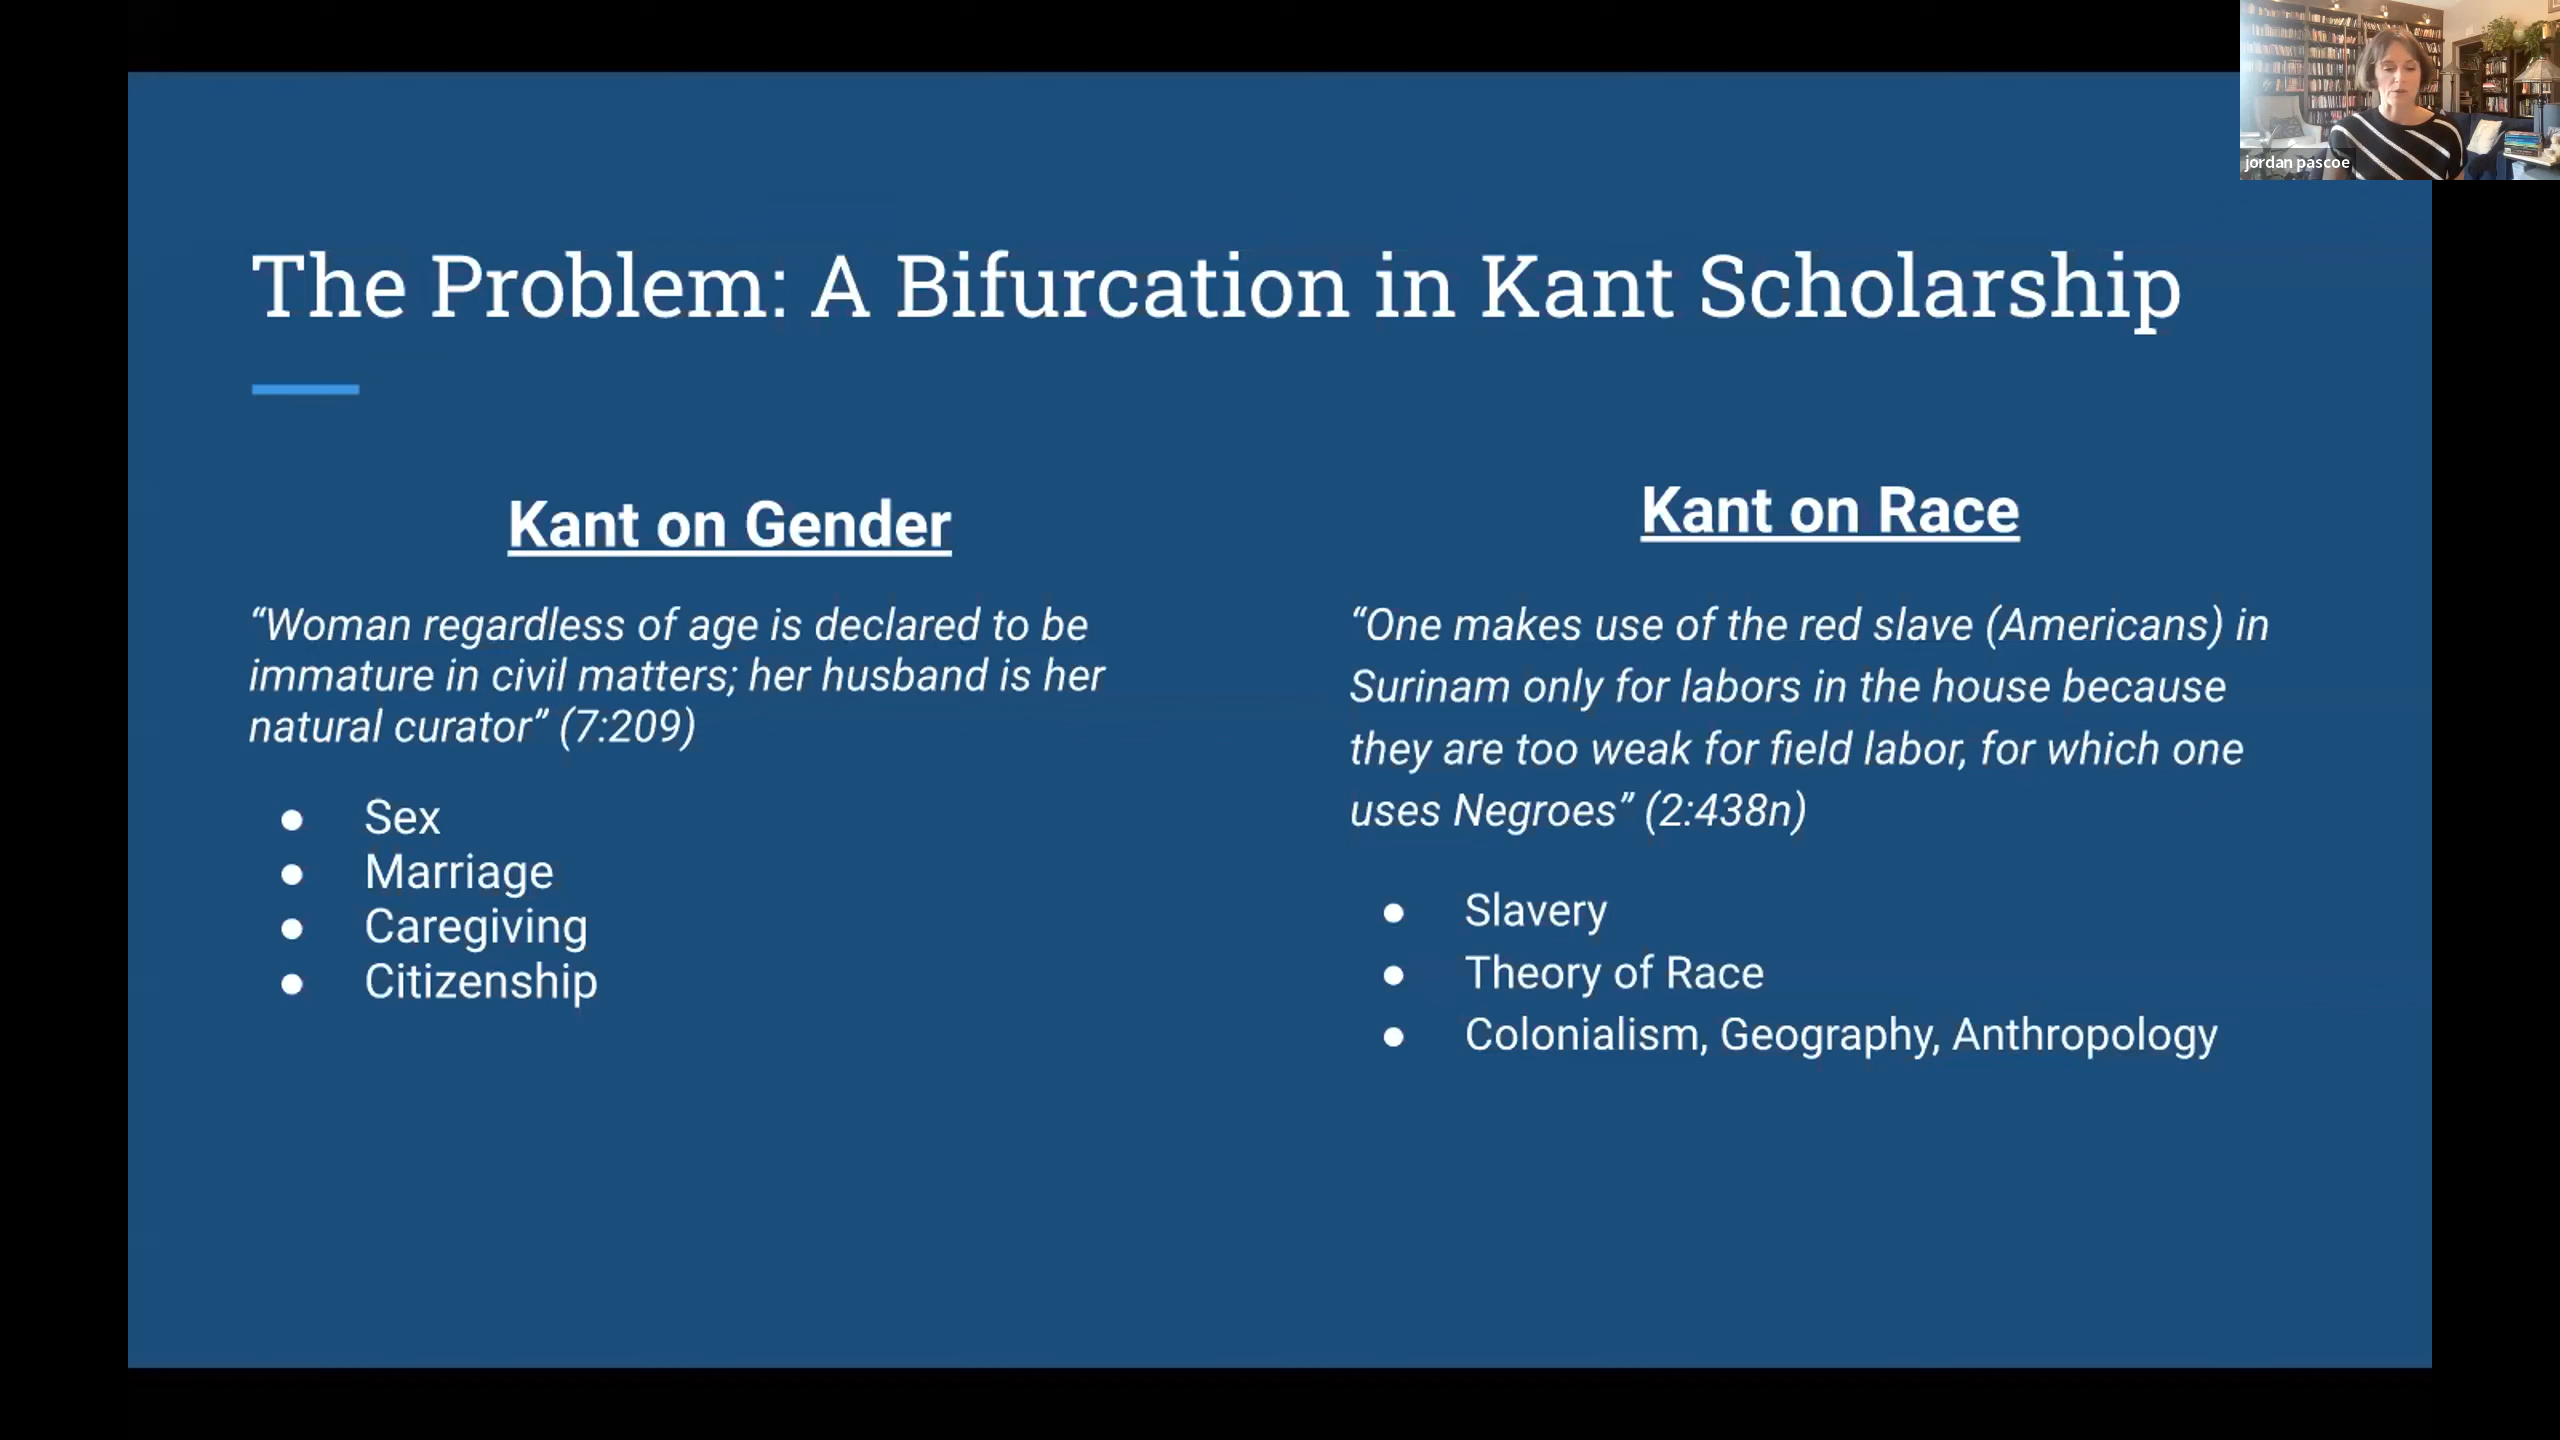 jordan pascoe
The Problem: A Bifurcation in Kant Scholarship
Kant on Gender
“Woman regardless of age is declared to be
immature in civil matters; her husband is her
natural curator” (7:209)
● Sex
● Marriage
● Caregiving
● Citizenship
Kant on Race
“One makes use of the red slave (Americans) in
Surinam only for labors in the house because
they are too weak for field labor, for which one
uses Negroes” (2:438n)
● Slavery
● Theory of Race
● Colonialism, Geography, Anthropology